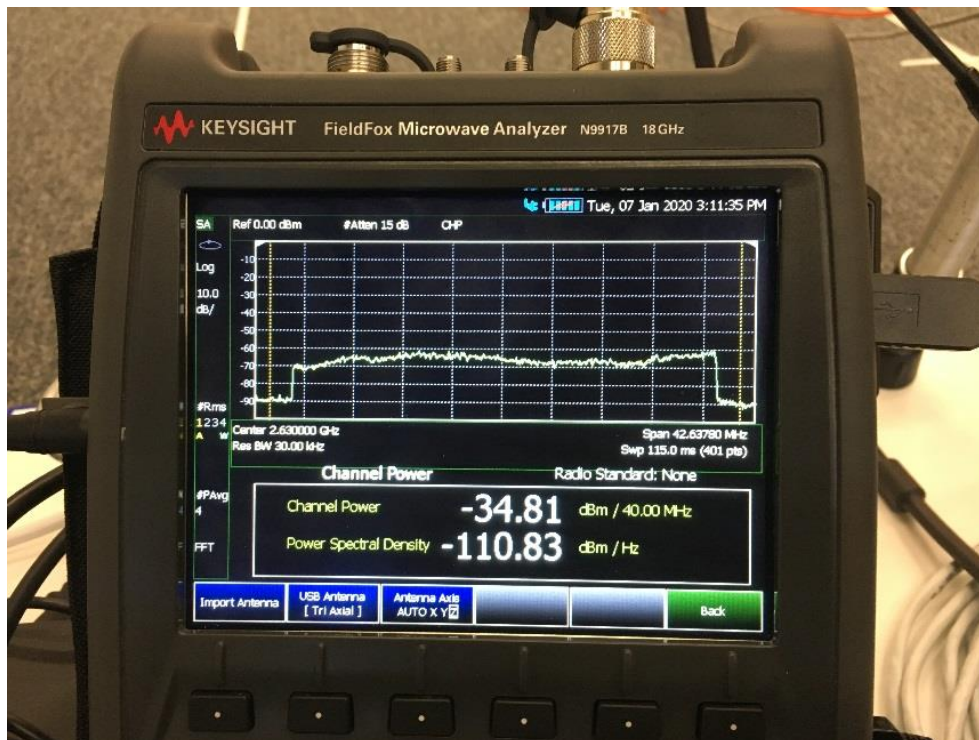 KEYSIGHT FieldFox Microwave Analyzer N9917B 18 GHz
Tue, 07 Jan 2020 3:11:35 PM
SA Ref 0.00 dBm #Atten 15 dB CHP
Log
10.0
dB/
-10
-20
-30
-40
-50
-60
-70
-80
-90
#Rms
1234
A W
Center 2.630000 GHz Span 42.63780 MHz
Res BW 30.00 kHz Swp 115.0 ms (401 pts)
Channel Power Radio Standard: None
#PAvg
4
Channel Power -34.81 dBm / 40.00 MHz
Power Spectral Density -110.83 dBm / Hz
FFT
Import Antenna
USB Antenna
[ Tri Axial ]
Antenna Axis
AUTO X Y Z
Back